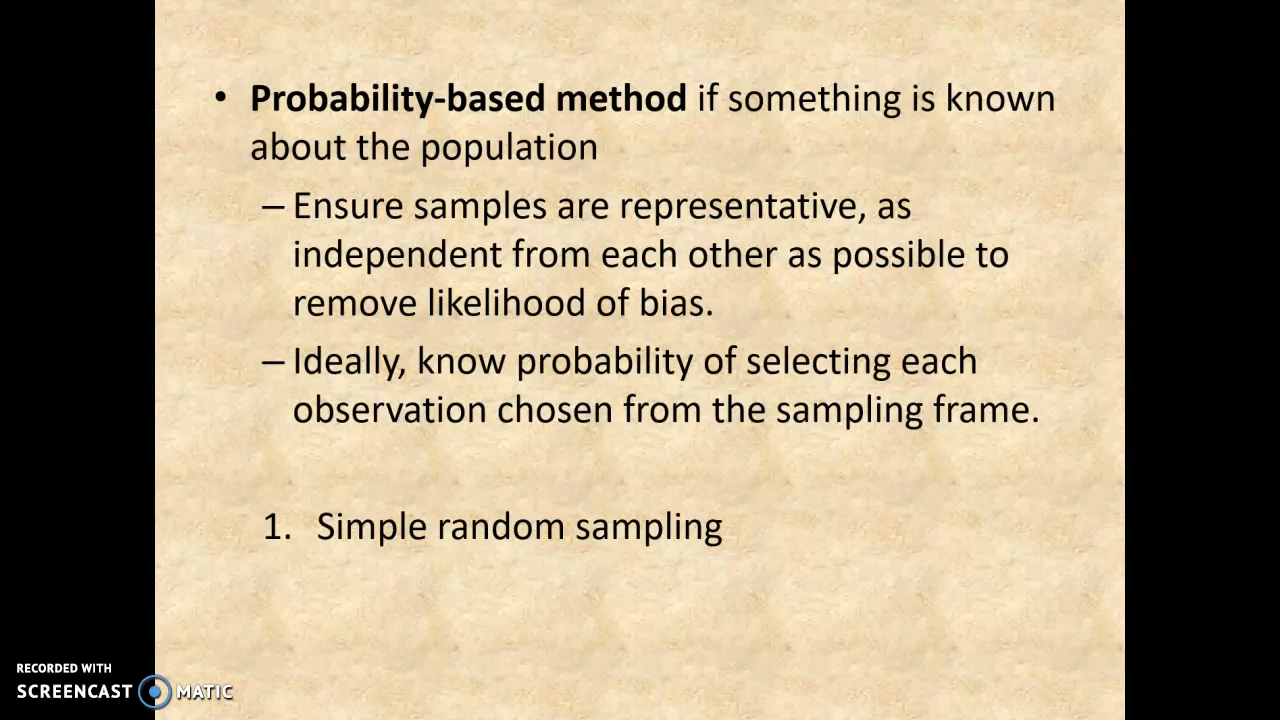 • Probability-based method if something is known
about the population
– Ensure samples are representative, as
independent from each other as possible to
remove likelihood of bias.
– Ideally, know probability of selecting each
observation chosen from the sampling frame.
1. Simple random sampling
RECORDED WITH
SCREENCAST MATIC